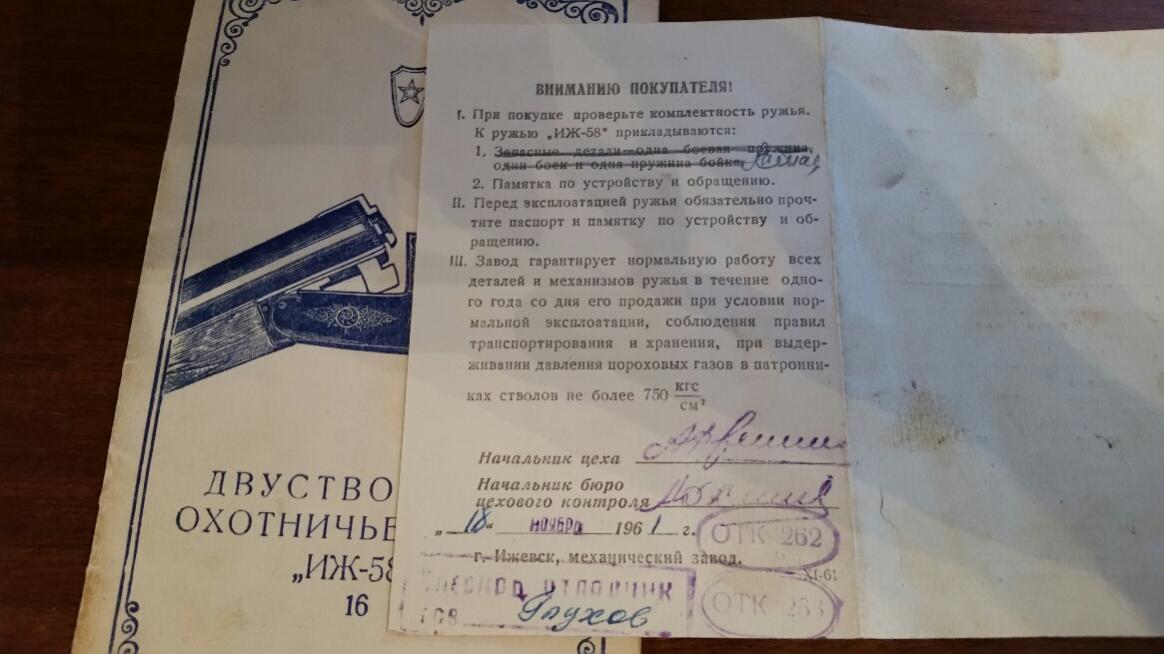 ДВУСТВО
ОХОТНИЧЬЕ
„ИЖ-58
16
ВНИМАНИЮ ПОКУПАТЕЛЯ!
I. При покупке проверьте комплектность ружья.
К ружью „ИЖ-58" прикладываются:
1. Запасные детали—одна боевая пружина,
один боек и одна пружина бойка,
2. Памятка по устройству и обращению.
II. Перед эксплоатацией ружья обязательно проч-
тите паспорт и памятку по устройству и об-
ращению.
III. Завод гарантирует нормальную работу всех
деталей и механизмов ружья в течение одно-
го года со дня его продажи при условии нор-
мальной эксплоатации, соблюдения правил
транспортирования и хранения, при выдер-
живании давления пороховых газов в патронни-
ках стволов не более 750 кгс/см²
Начальник цеха
Начальник бюро
цехового контроля
„ 18 " НОЯБРЯ 1961 г.
ОТК 262
г. Ижевск, механический завод.
XI-61
ОТЛАДЧИК
Глухов
ОТК 263